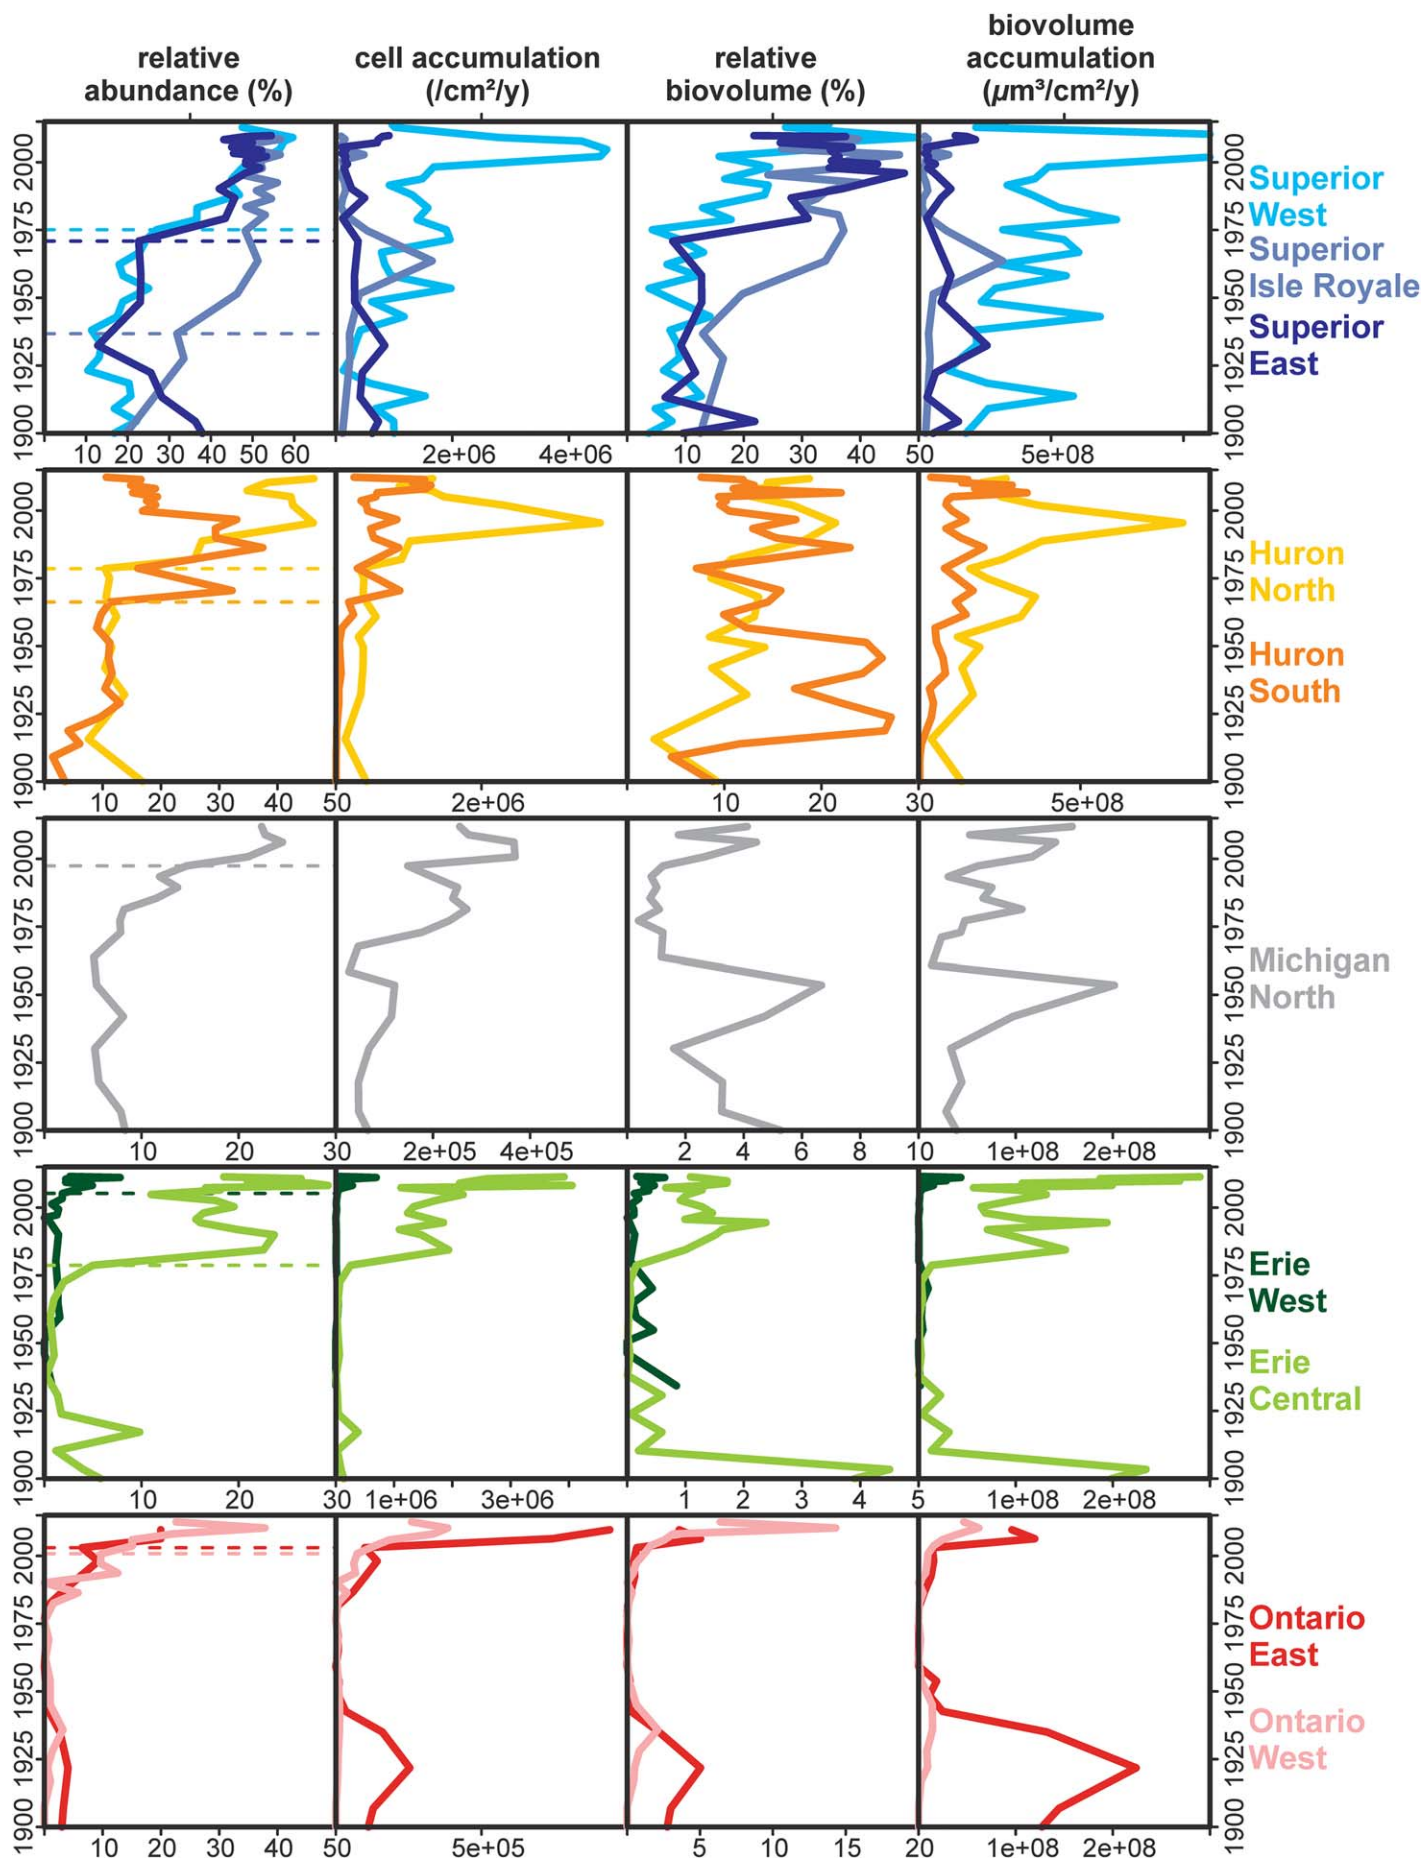 relative
abundance (%)
cell accumulation
(/cm²/y)
relative
biovolume (%)
biovolume
accumulation
(µm³/cm²/y)
1900 1925 1950 1975 2000
1900 1925 1950 1975 2000
Superior
West
Superior
Isle Royale
Superior
East
10 20 30 40 50 60
2e+06 4e+06
10 20 30 40 50
5e+08
1900 1925 1950 1975 2000
1900 1925 1950 1975 2000
Huron
North
Huron
South
10 20 30 40 50
2e+06
10 20 30
5e+08
1900 1925 1950 1975 2000
1900 1925 1950 1975 2000
Michigan
North
10 20 30
2e+05 4e+05
2 4 6 8 10
1e+08 2e+08
1900 1925 1950 1975 2000
1900 1925 1950 1975 2000
Erie
West
Erie
Central
10 20 30
1e+06 3e+06
1 2 3 4 5
1e+08 2e+08
1900 1925 1950 1975 2000
1900 1925 1950 1975 2000
Ontario
East
Ontario
West
10 20 30 40 50
5e+05
5 10 15 20
1e+08 2e+08